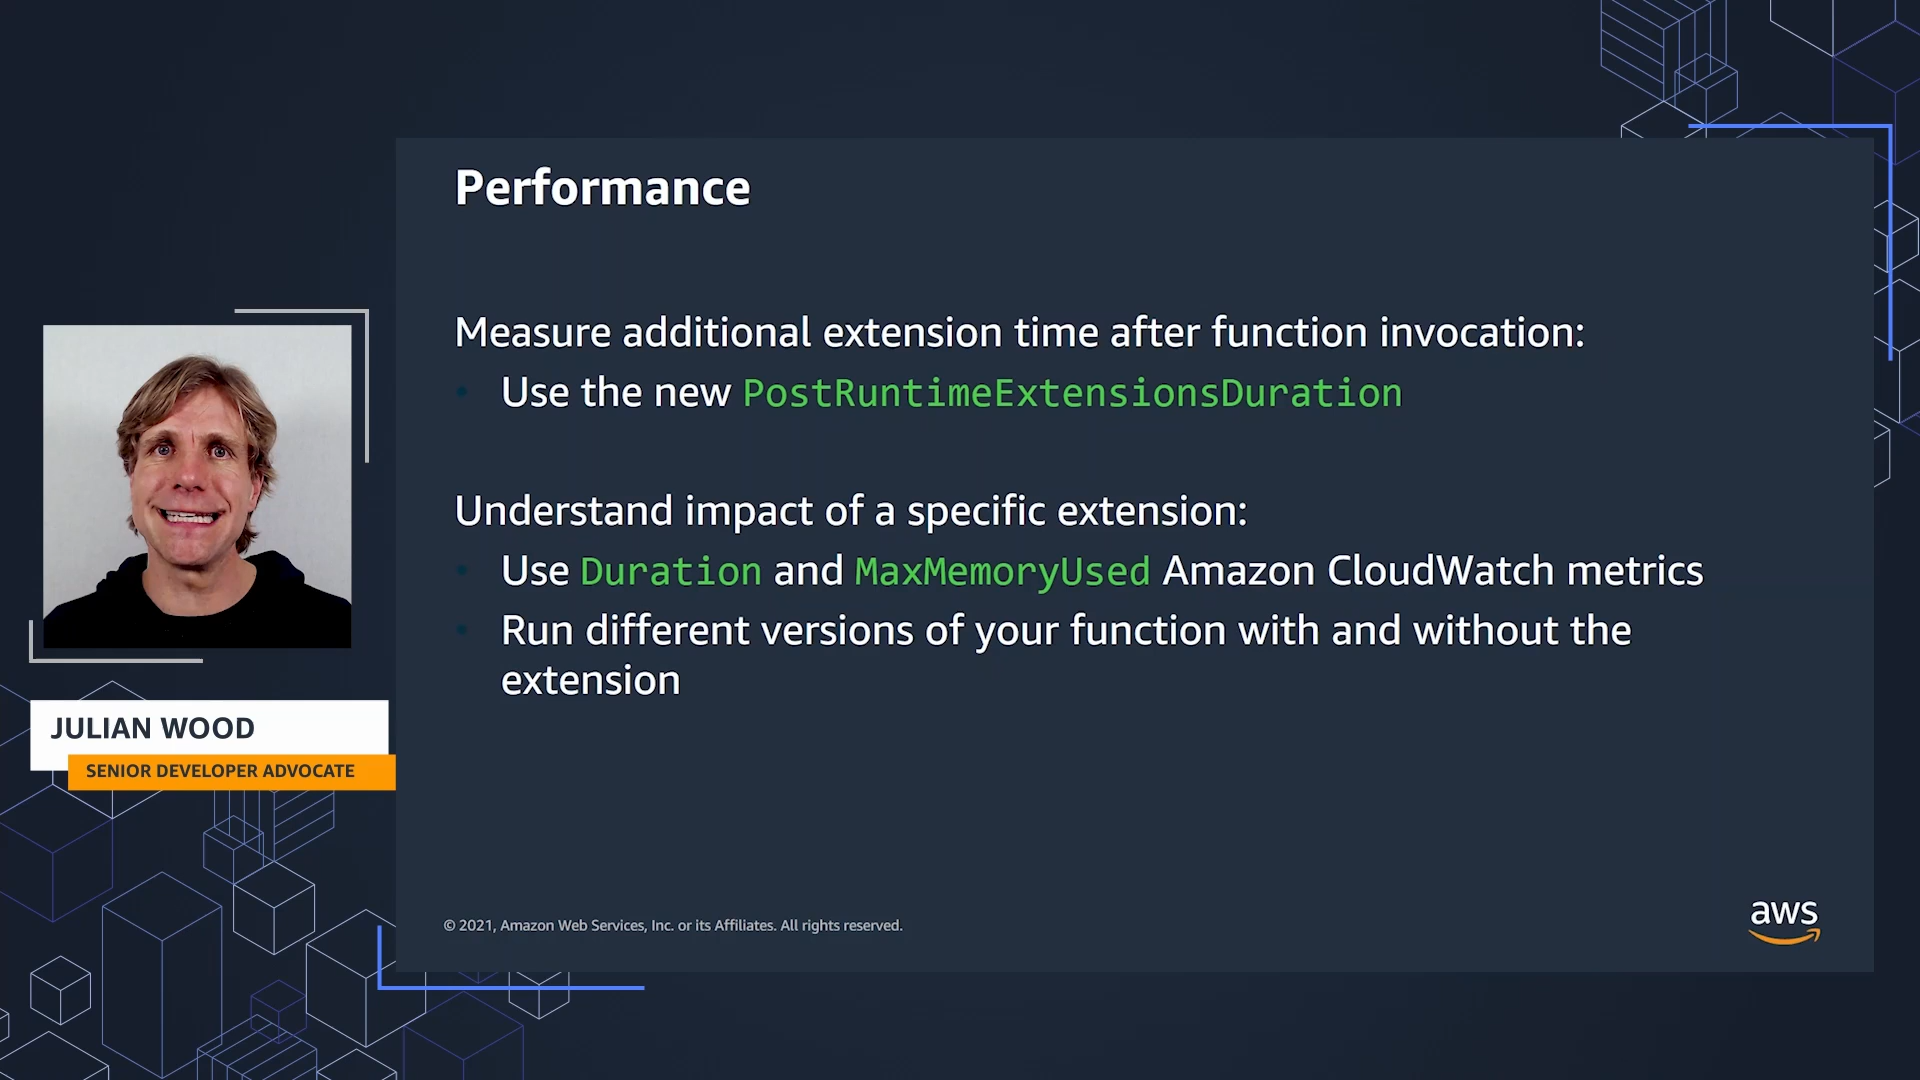 Performance
Measure additional extension time after function invocation:
• Use the new PostRuntimeExtensionsDuration
Understand impact of a specific extension:
• Use Duration and MaxMemoryUsed Amazon CloudWatch metrics
• Run different versions of your function with and without the
extension
JULIAN WOOD
SENIOR DEVELOPER ADVOCATE
© 2021, Amazon Web Services, Inc. or its Affiliates. All rights reserved.
aws